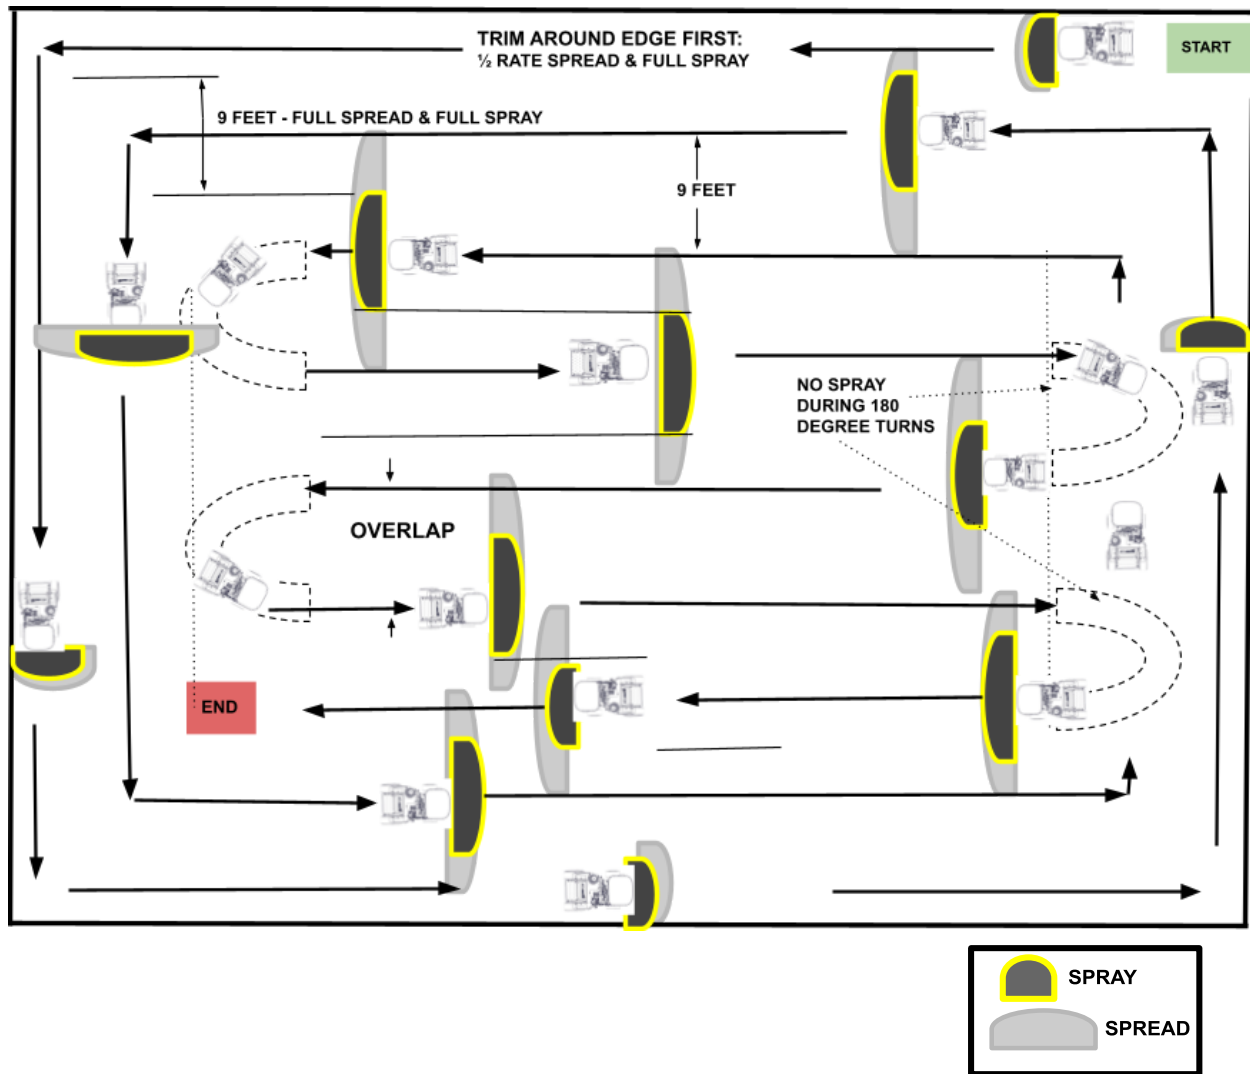 TRIM AROUND EDGE FIRST:
½ RATE SPREAD & FULL SPRAY
START
9 FEET - FULL SPREAD & FULL SPRAY
9 FEET
NO SPRAY
DURING 180
DEGREE TURNS
OVERLAP
END
SPRAY
SPREAD